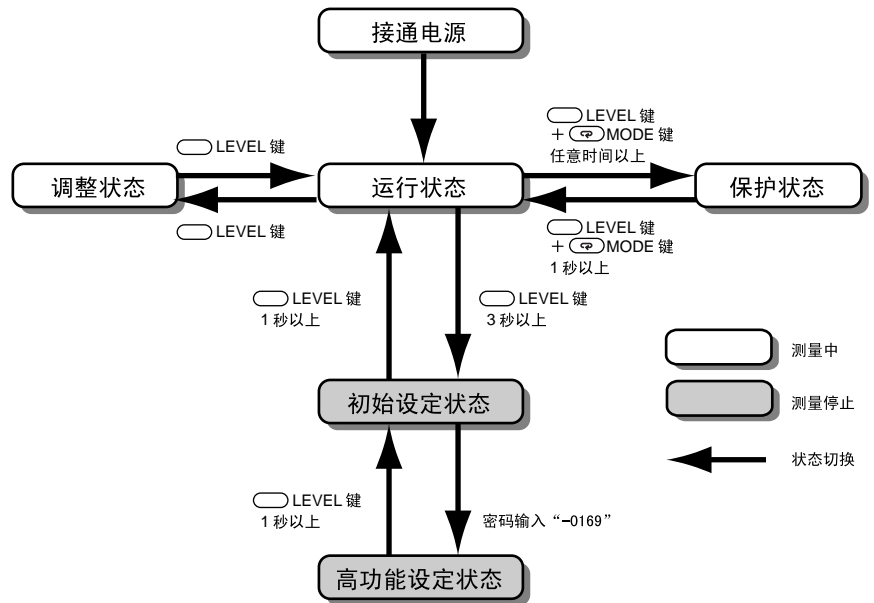 接通电源
LEVEL 键
+ MODE 键
任意时间以上
LEVEL 键
调整状态
运行状态
保护状态
LEVEL 键
LEVEL 键
+ MODE 键
1 秒以上
LEVEL 键
1 秒以上
LEVEL 键
3 秒以上
测量中
初始设定状态
测量停止
状态切换
LEVEL 键
1 秒以上
密码输入“-0169”
高功能设定状态